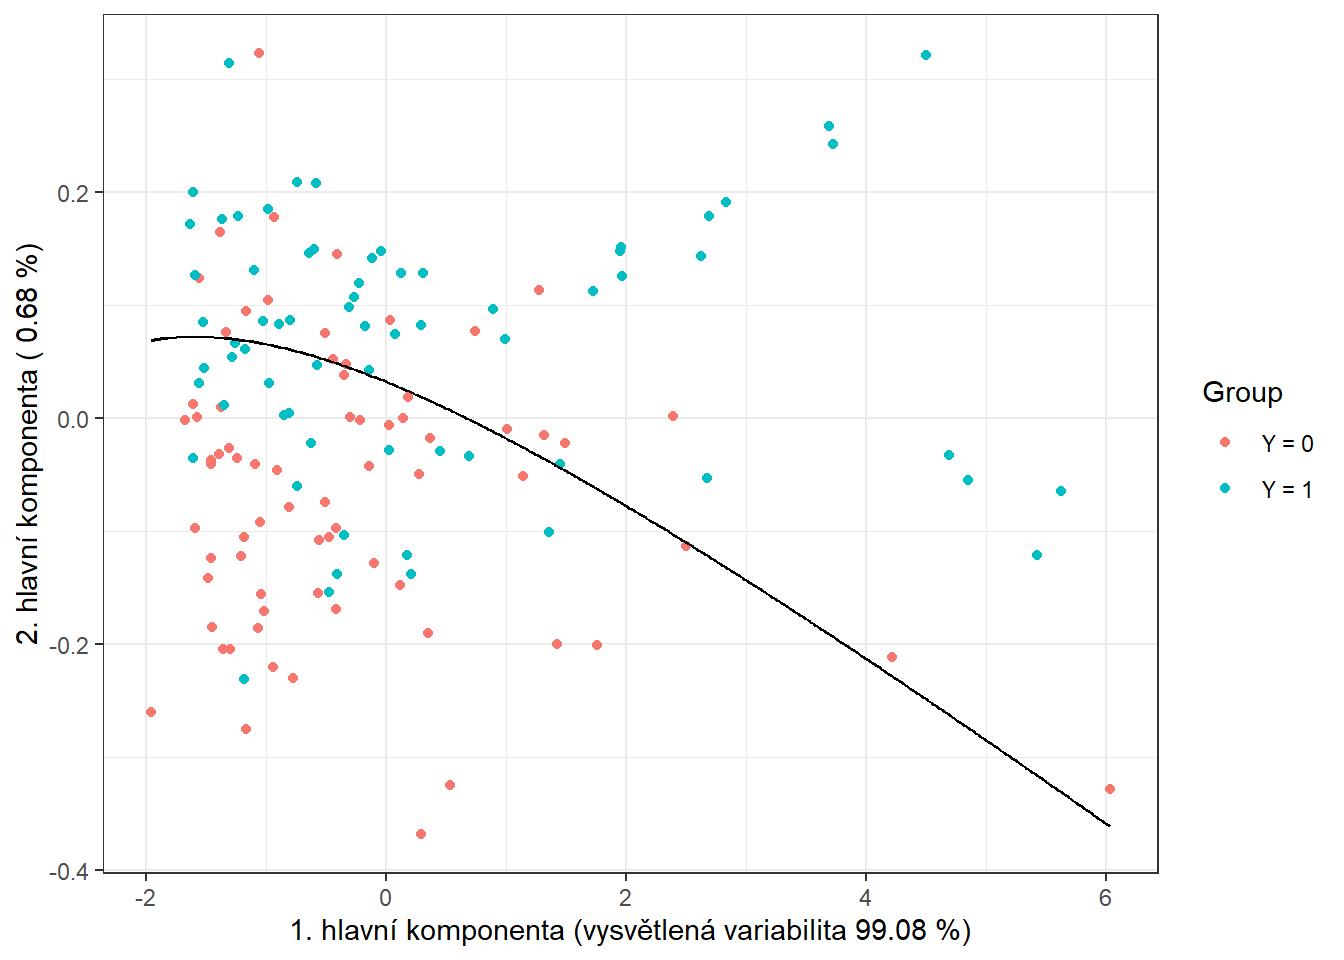 0.2
0.0
-0.2
-0.4
2. hlavní komponenta ( 0.68 %)
-2
0
2
4
6
1. hlavní komponenta (vysvětlená variabilita 99.08 %)
Group
Y = 0
Y = 1